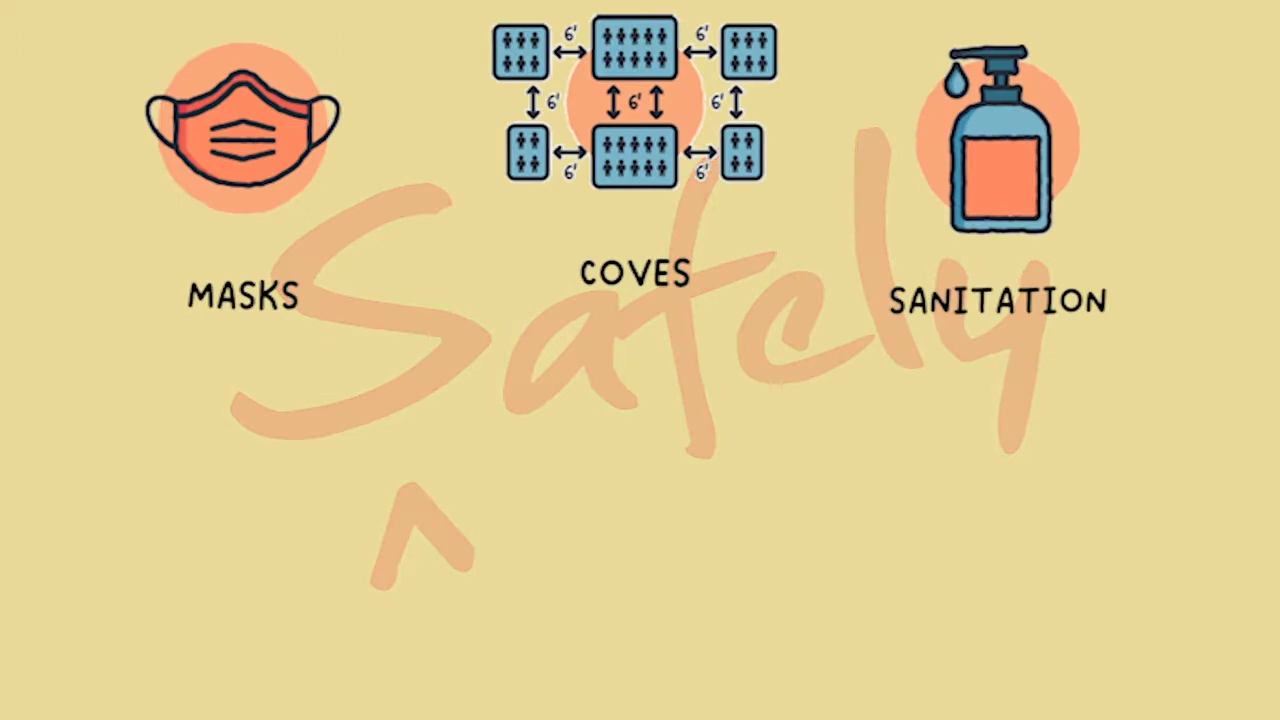 6' 6'
6' 6' 6'
6' 6'
MASKS
COVES
SANITATION
Safely
^